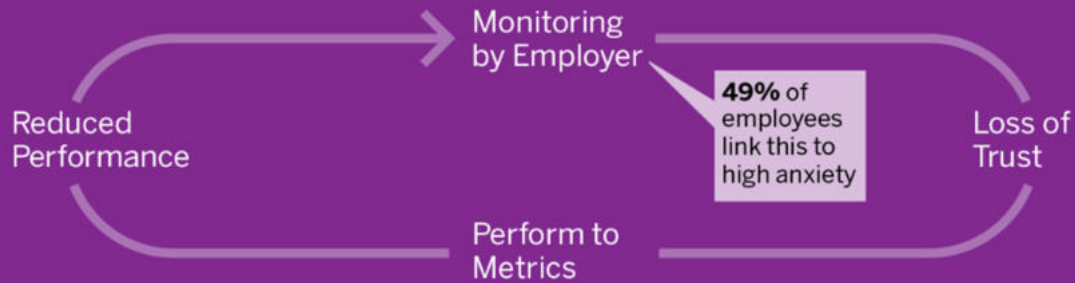 Monitoring
by Employer
49% of
employees
link this to
high anxiety
Loss of
Trust
Perform to
Metrics
Reduced
Performance